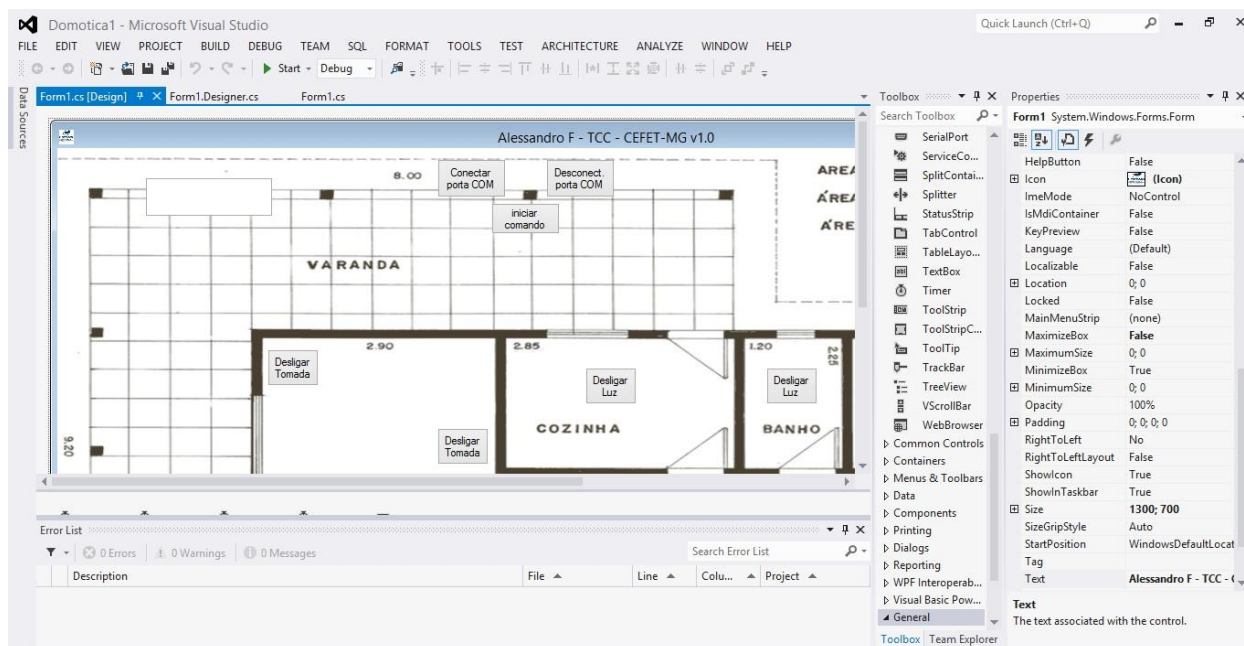 Domotica1 - Microsoft Visual Studio
Quick Launch (Ctrl+Q)
FILE EDIT VIEW PROJECT BUILD DEBUG TEAM SQL FORMAT TOOLS TEST ARCHITECTURE ANALYZE WINDOW HELP
Start Debug
Data Sources
Form1.cs [Design] Form1.Designer.cs Form1.cs
Alessandro F - TCC - CEFET-MG v1.0
8.00
Conectar
porta COM
Desconect.
porta COM
iniciar
comando
ÁREA
ÁREA
ÁRE
VARANDA
2.90
2.85
1.20
2.25
Desligar
Tomada
Desligar
Luz
Desligar
Luz
COZINHA
BANHO
9.20
Desligar
Tomada
Error List
0 Errors 0 Warnings 0 Messages
Search Error List
Description File Line Colu... Project
Toolbox
Search Toolbox
SerialPort
ServiceCo...
SplitContai...
Splitter
StatusStrip
TabControl
TableLayo...
TextBox
Timer
ToolStrip
ToolStripC...
ToolTip
TrackBar
TreeView
VScrollBar
WebBrowser
Common Controls
Containers
Menus & Toolbars
Data
Components
Printing
Dialogs
Reporting
WPF Interoperab...
Visual Basic Pow...
General
Toolbox Team Explorer
Properties
Form1 System.Windows.Forms.Form
HelpButton False
Icon (Icon)
ImeMode NoControl
IsMdiContainer False
KeyPreview False
Language (Default)
Localizable False
Location 0; 0
Locked False
MainMenuStrip (none)
MaximizeBox False
MaximumSize 0; 0
MinimizeBox True
MinimumSize 0; 0
Opacity 100%
Padding 0; 0; 0; 0
RightToLeft No
RightToLeftLayout False
ShowIcon True
ShowInTaskbar True
Size 1300; 700
SizeGripStyle Auto
StartPosition WindowsDefaultLocat
Tag
Text Alessandro F - TCC - C
Text
The text associated with the control.